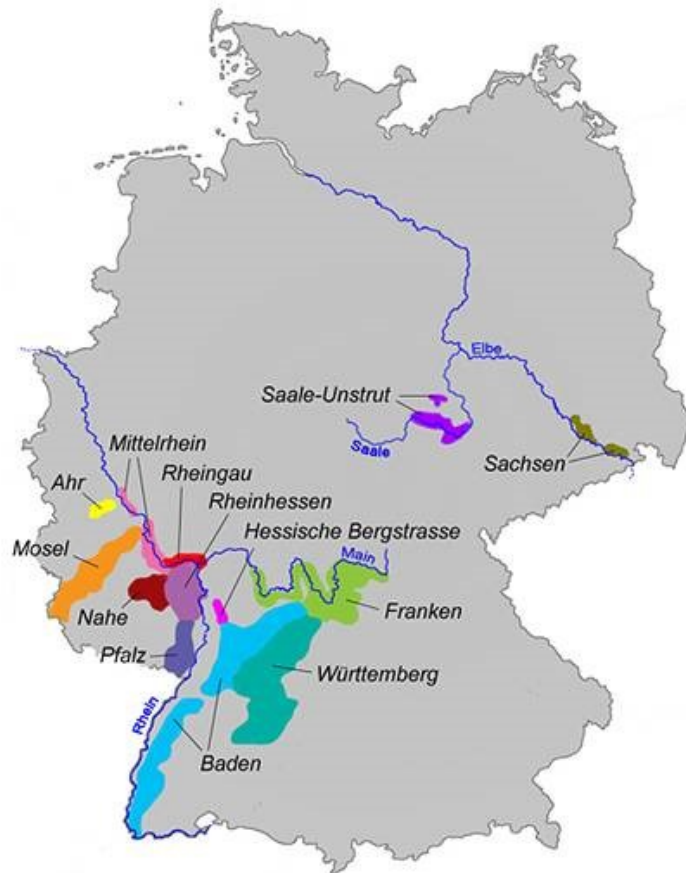 Elbe
Saale-Unstrut
Saale
Sachsen
Mittelrhein
Rheingau
Ahr
Rheinhessen
Hessische Bergstrasse
Mosel
Main
Nahe
Franken
Pfalz
Württemberg
Rhein
Baden